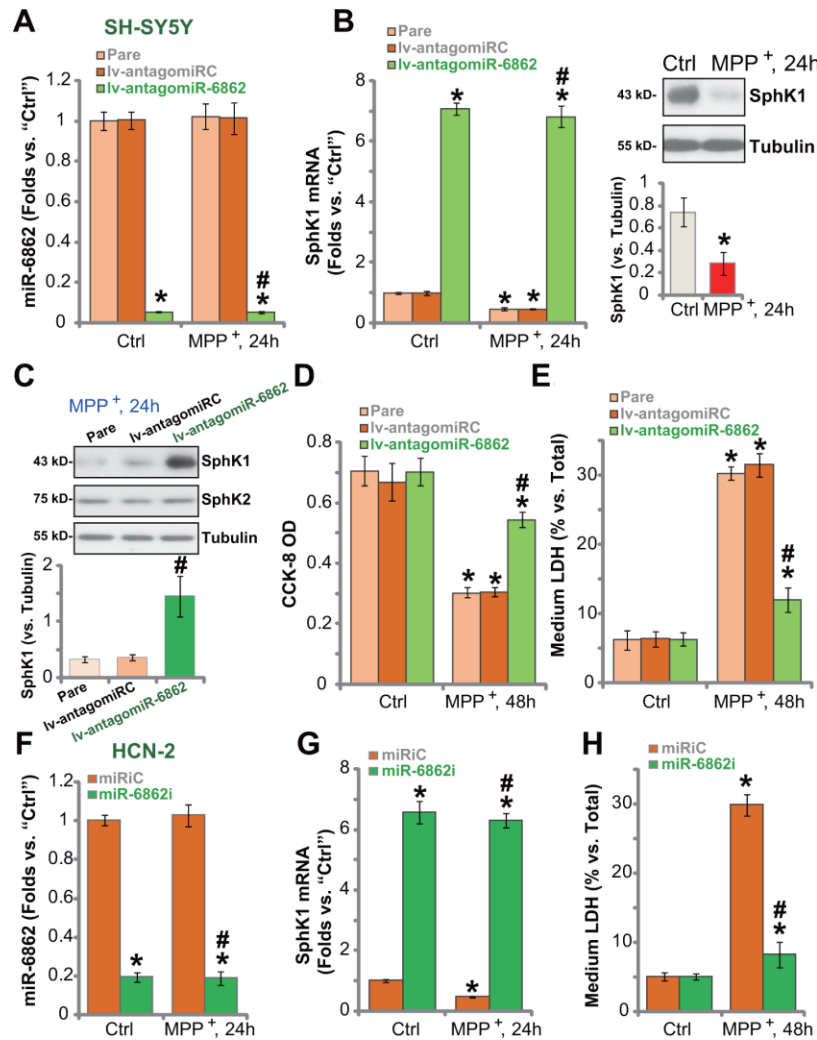 A
SH-SY5Y
Pare
lv-antagomiRC
lv-antagomiR-6862
miR-6862 (Folds vs. “Ctrl”)
1.2
1
0.8
0.6
0.4
0.2
0
*
#
*
Ctrl
MPP+, 24h
B
Pare
lv-antagomiRC
lv-antagomiR-6862
SphK1 mRNA
(Folds vs. “Ctrl”)
8
6
4
2
0
*
* *
#
*
Ctrl
MPP+, 24h
Ctrl MPP+, 24h
43 kD- SphK1
55 kD- Tubulin
SphK1 (vs. Tubulin)
1
0.8
0.6
0.4
0.2
0
*
Ctrl
MPP+, 24h
C
MPP+, 24h
Pare
lv-antagomiRC
lv-antagomiR-6862
43 kD- SphK1
75 kD- SphK2
55 kD- Tubulin
SphK1 (vs. Tubulin)
2
1.5
1
0.5
0
#
Pare
lv-antagomiRC
lv-antagomiR-6862
D
Pare
lv-antagomiRC
lv-antagomiR-6862
CCK-8 OD
0.8
0.6
0.4
0.2
0
* *
#
*
Ctrl
MPP+, 48h
E
Pare
lv-antagomiRC
lv-antagomiR-6862
Medium LDH (% vs. Total)
30
20
10
0
* *
#
*
Ctrl
MPP+, 48h
F
HCN-2
miRiC
miR-6862i
miR-6862 (Folds vs. “Ctrl”)
1.2
1
0.8
0.6
0.4
0.2
0
*
#
*
Ctrl
MPP+, 24h
G
miRiC
miR-6862i
SphK1 mRNA
(Folds vs. “Ctrl”)
8
6
4
2
0
*
*
#
*
Ctrl
MPP+, 24h
H
miRiC
miR-6862i
Medium LDH (% vs. Total)
30
20
10
0
*
#
*
Ctrl
MPP+, 48h